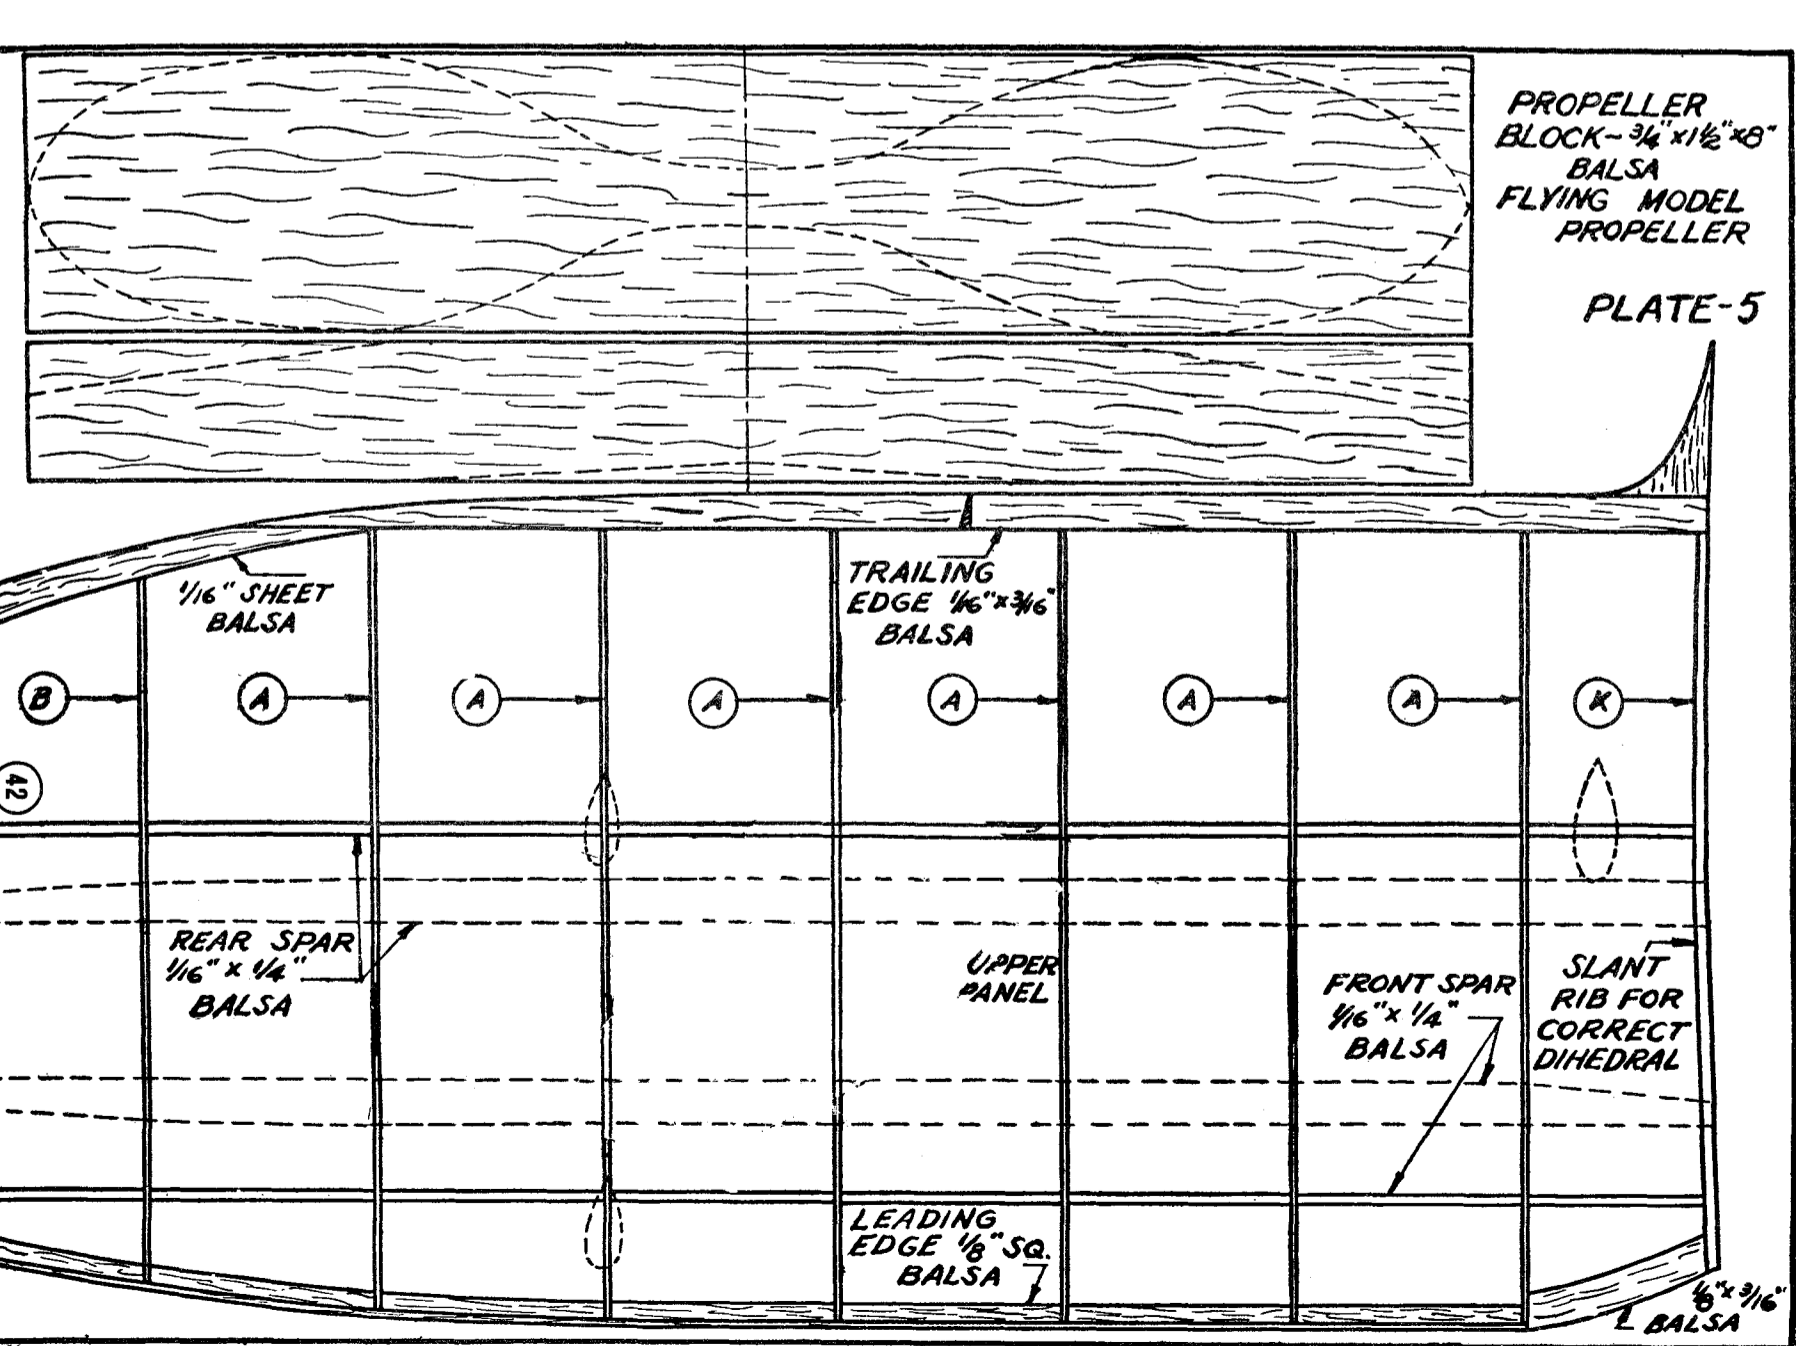 PROPELLER
BLOCK~ 3/4"x1 1/2"x8"
BALSA
FLYING MODEL
PROPELLER
PLATE-5
1/16" SHEET
BALSA
TRAILING
EDGE 1/16"x3/16"
BALSA
B
A
A
A
A
A
A
K
42
REAR SPAR
1/16" x 1/4"
BALSA
UPPER
PANEL
FRONT SPAR
1/16" x 1/4"
BALSA
SLANT
RIB FOR
CORRECT
DIHEDRAL
LEADING
EDGE 1/8" SQ.
BALSA
1/8"x 3/16"
BALSA